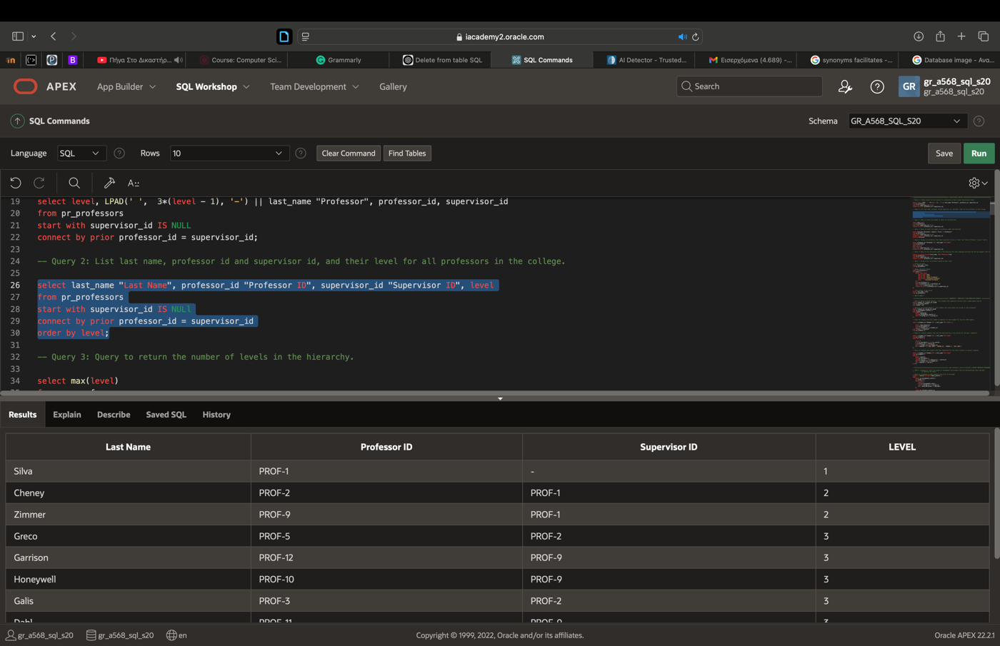 iacademy2.oracle.com
in
B
Πήγα Στο Δικαστήρ...
Course: Computer Sci...
Grammarly
Delete from table SQL
SQL Commands
AI Detector - Trusted...
Εισερχόμενα (4.689) -...
synonyms facilitates -...
Database image - Ανα...
APEX
App Builder
SQL Workshop
Team Development
Gallery
Search
GR
gr_a568_sql_s20
gr_a568_sql_s20
SQL Commands
Schema
GR_A568_SQL_S20
Language
SQL
Rows
10
Clear Command
Find Tables
Save
Run
A::
19 select level, LPAD(' ', 3*(level - 1), '-') || last_name "Professor", professor_id, supervisor_id
20 from pr_professors
21 start with supervisor_id IS NULL
22 connect by prior professor_id = supervisor_id;
23
24 -- Query 2: List last name, professor id and supervisor id, and their level for all professors in the college.
25
26 select last_name "Last Name", professor_id "Professor ID", supervisor_id "Supervisor ID", level
27 from pr_professors
28 start with supervisor_id IS NULl
29 connect by prior professor_id = supervisor_id
30 order by level;
31
32 -- Query 3: Query to return the number of levels in the hierarchy.
33
34 select max(level)
Results Explain Describe Saved SQL History
Last Name Professor ID Supervisor ID LEVEL
Silva PROF-1 - 1
Cheney PROF-2 PROF-1 2
Zimmer PROF-9 PROF-1 2
Greco PROF-5 PROF-2 3
Garrison PROF-12 PROF-9 3
Honeywell PROF-10 PROF-9 3
Galis PROF-3 PROF-2 3
Dahl PROF-11 PROF-9 3
gr_a568_sql_s20
gr_a568_sql_s20
en
Copyright © 1999, 2022, Oracle and/or its affiliates.
Oracle APEX 22.2.1